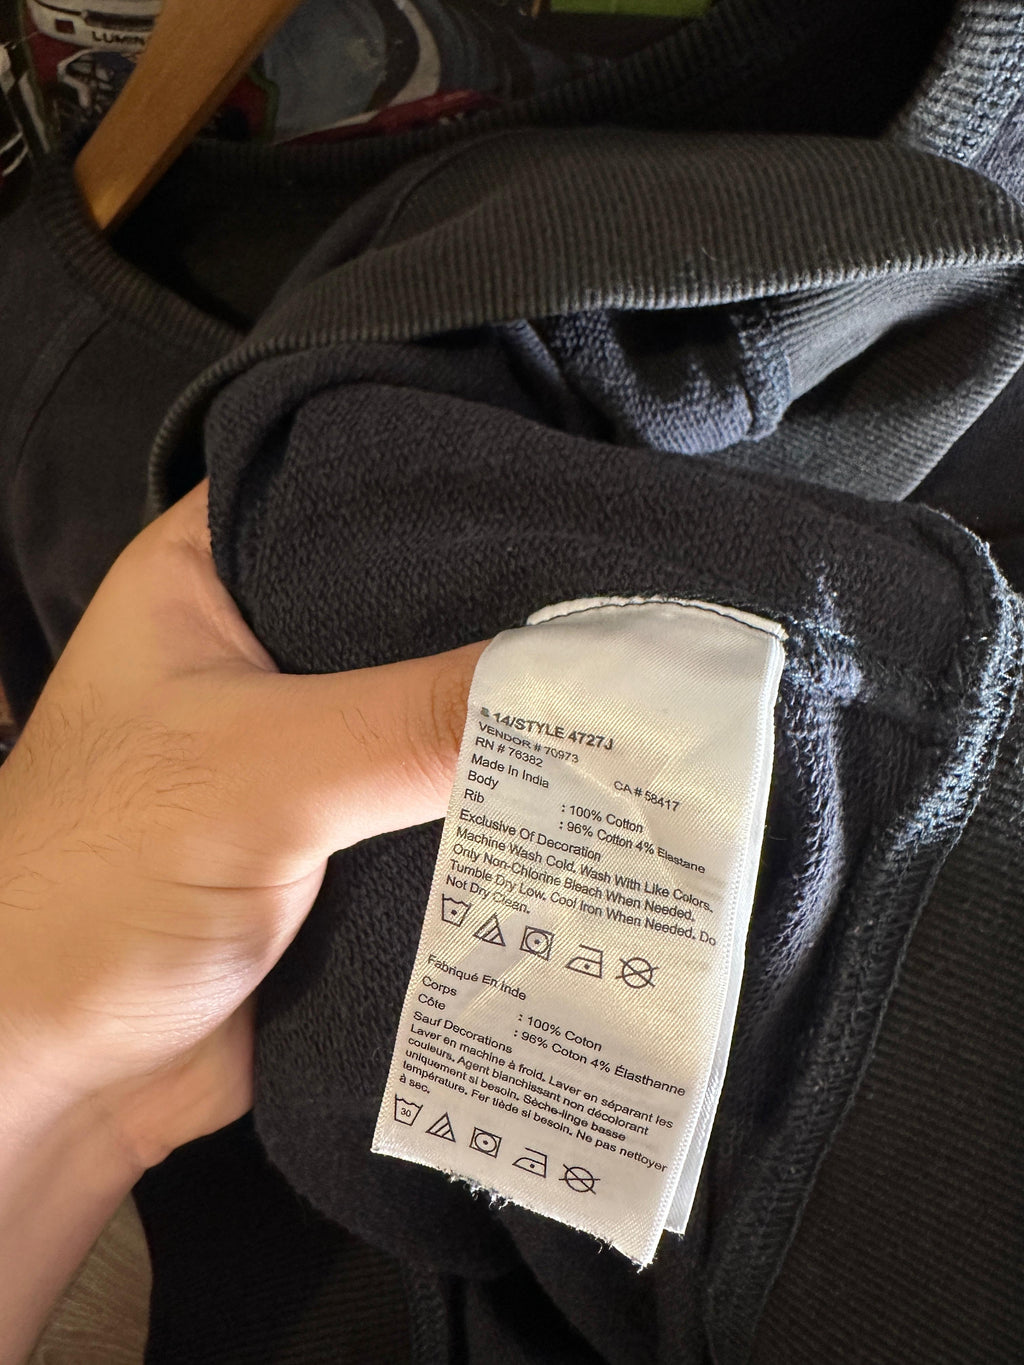 LUMIN
14/STYLE 4727J
VENDOR # 70973
RN # 76382 CA # 58417
Made In India
Body : 100% Cotton
Rib : 96% Cotton 4% Elastane
Exclusive Of Decoration
Machine Wash Cold. Wash With Like Colors.
Only Non-Chlorine Bleach When Needed.
Tumble Dry Low. Cool Iron When Needed. Do
Not Dry Clean.
Fabriqué En Inde
Corps : 100% Coton
Côte : 96% Coton 4% Élasthanne
Sauf Decorations
Laver en machine à froid. Laver en séparant les
couleurs. Agent blanchissant non décolorant
uniquement si besoin. Sèche-linge basse
température. Fer tiède si besoin. Ne pas nettoyer
à sec.
30